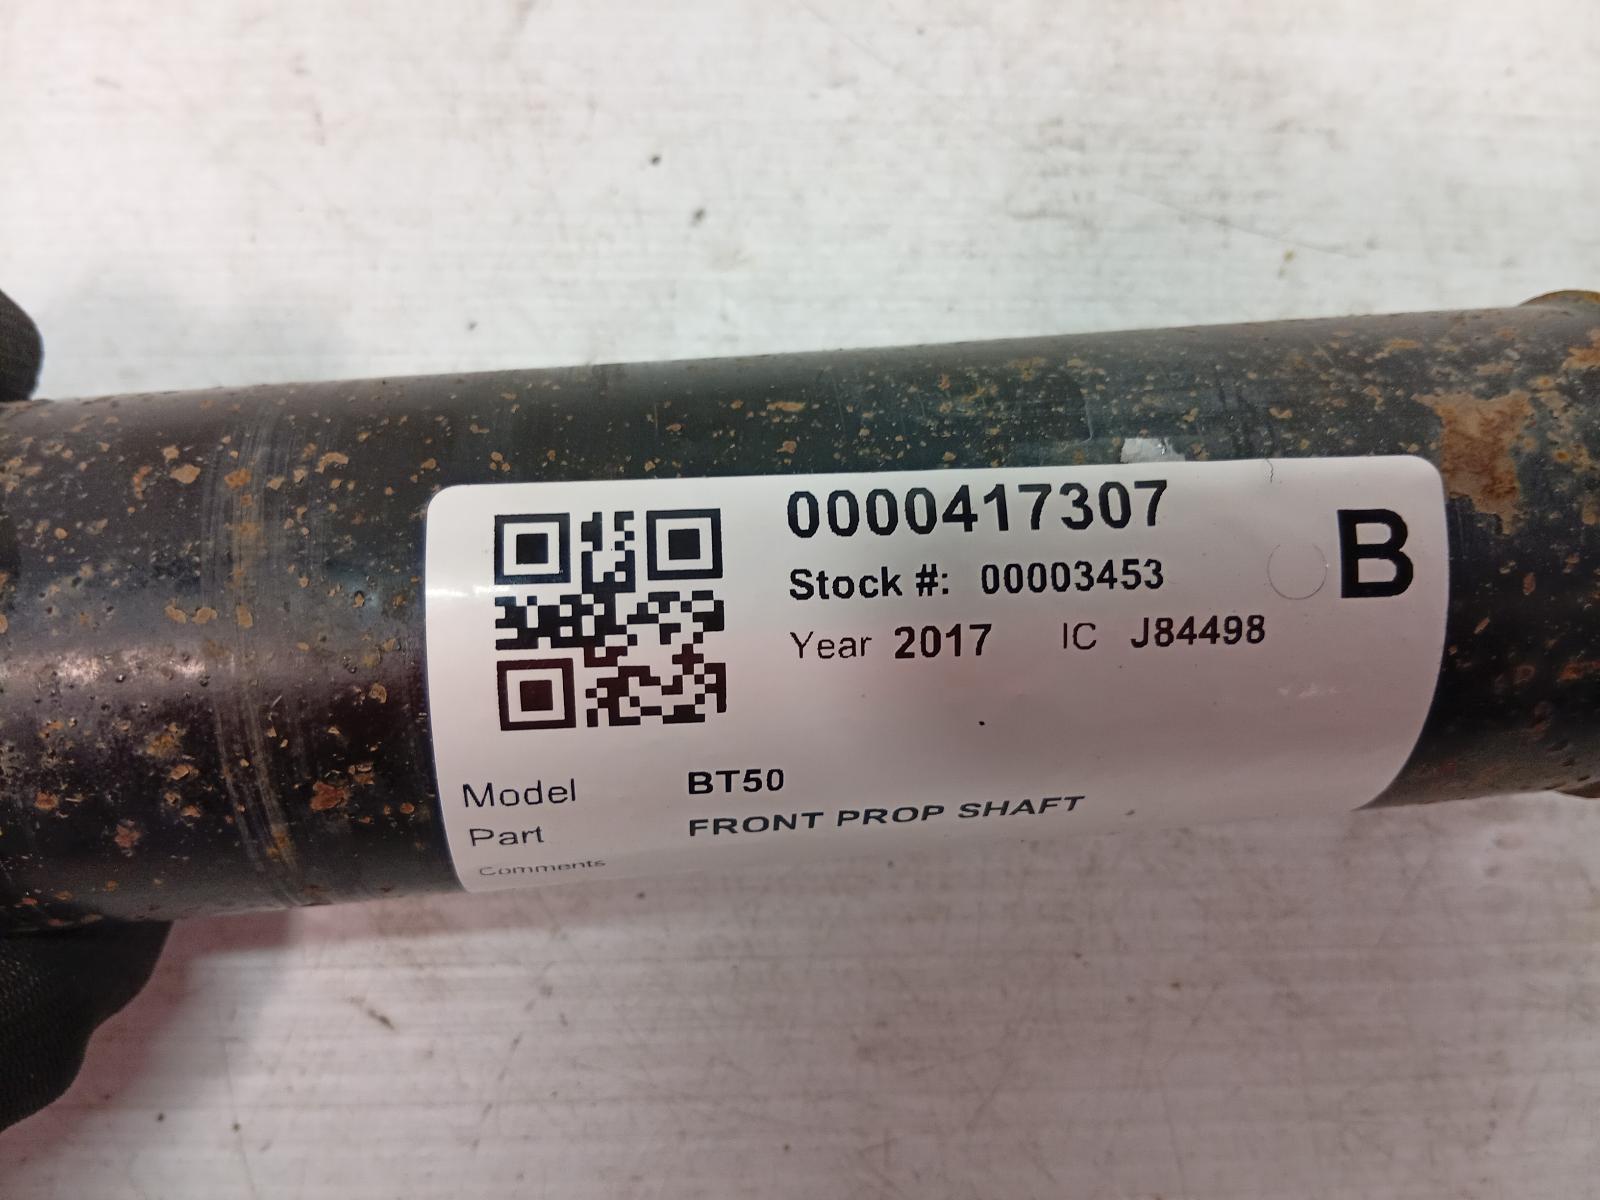 0000417307
B
Stock #: 00003453
Year 2017 IC J84498
Model BT50
Part FRONT PROP SHAFT
Comments